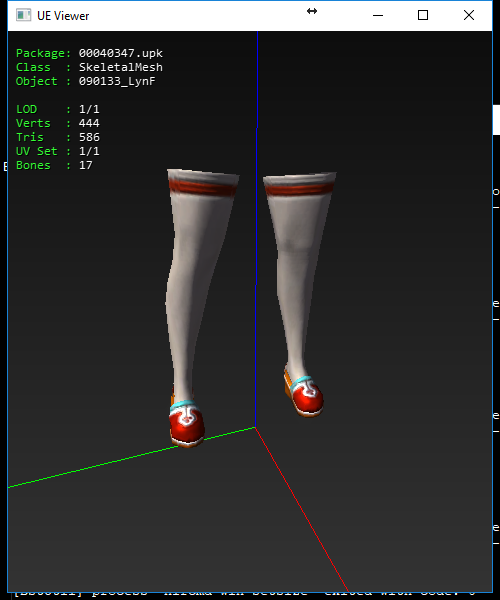 UE Viewer
Package: 00040347.upk
Class : SkeletalMesh
Object : 090133_LynF
LOD : 1/1
Verts : 444
Tris : 586
UV Set : 1/1
Bones : 17